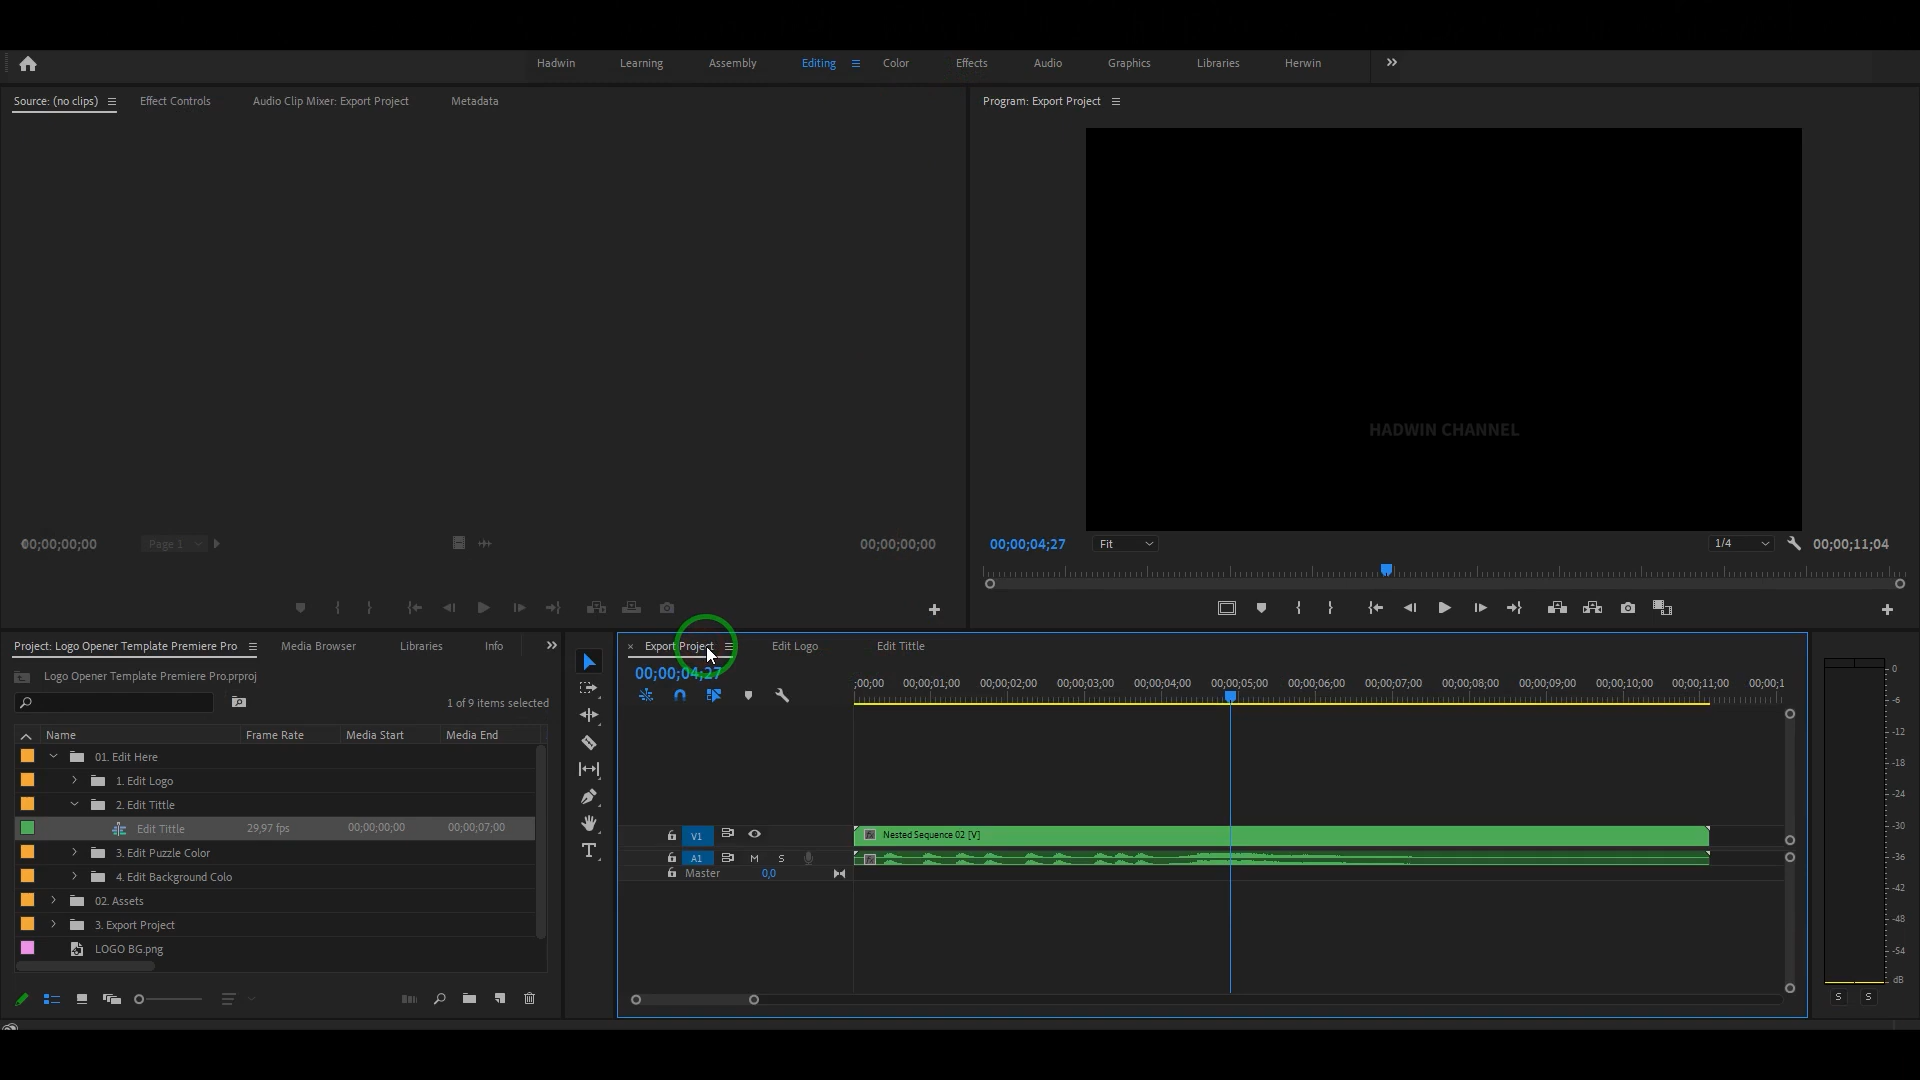 Hadwin Learning Assembly Editing Color Effects Audio Graphics Libraries Herwin
Source: (no clips) Effect Controls Audio Clip Mixer: Export Project Metadata
Program: Export Project
HADWIN CHANNEL
00;00;00;00 Page 1 00;00;00;00
00;00;04;27 Fit 1/4 00;00;11;04
Project: Logo Opener Template Premiere Pro Media Browser Libraries Info
Logo Opener Template Premiere Pro.prproj
1 of 9 items selected
Name Frame Rate Media Start Media End
01. Edit Here
1. Edit Logo
2. Edit Tittle
Edit Tittle 29,97 fps 00;00;00;00 00;00;07;00
3. Edit Puzzle Color
4. Edit Background Colo
02. Assets
3. Export Project
LOGO BG.png
Export Project Edit Logo Edit Tittle
00;00;04;27
;00;00 00;00;01;00 00;00;02;00 00;00;03;00 00;00;04;00 00;00;05;00 00;00;06;00 00;00;07;00 00;00;08;00 00;00;09;00 00;00;10;00 00;00;11;00 00;00;1
V1 Nested Sequence 02 [V]
A1 M S
Master 0,0
0
-6
-12
-18
-24
-30
-36
-42
-48
-54
dB
S S